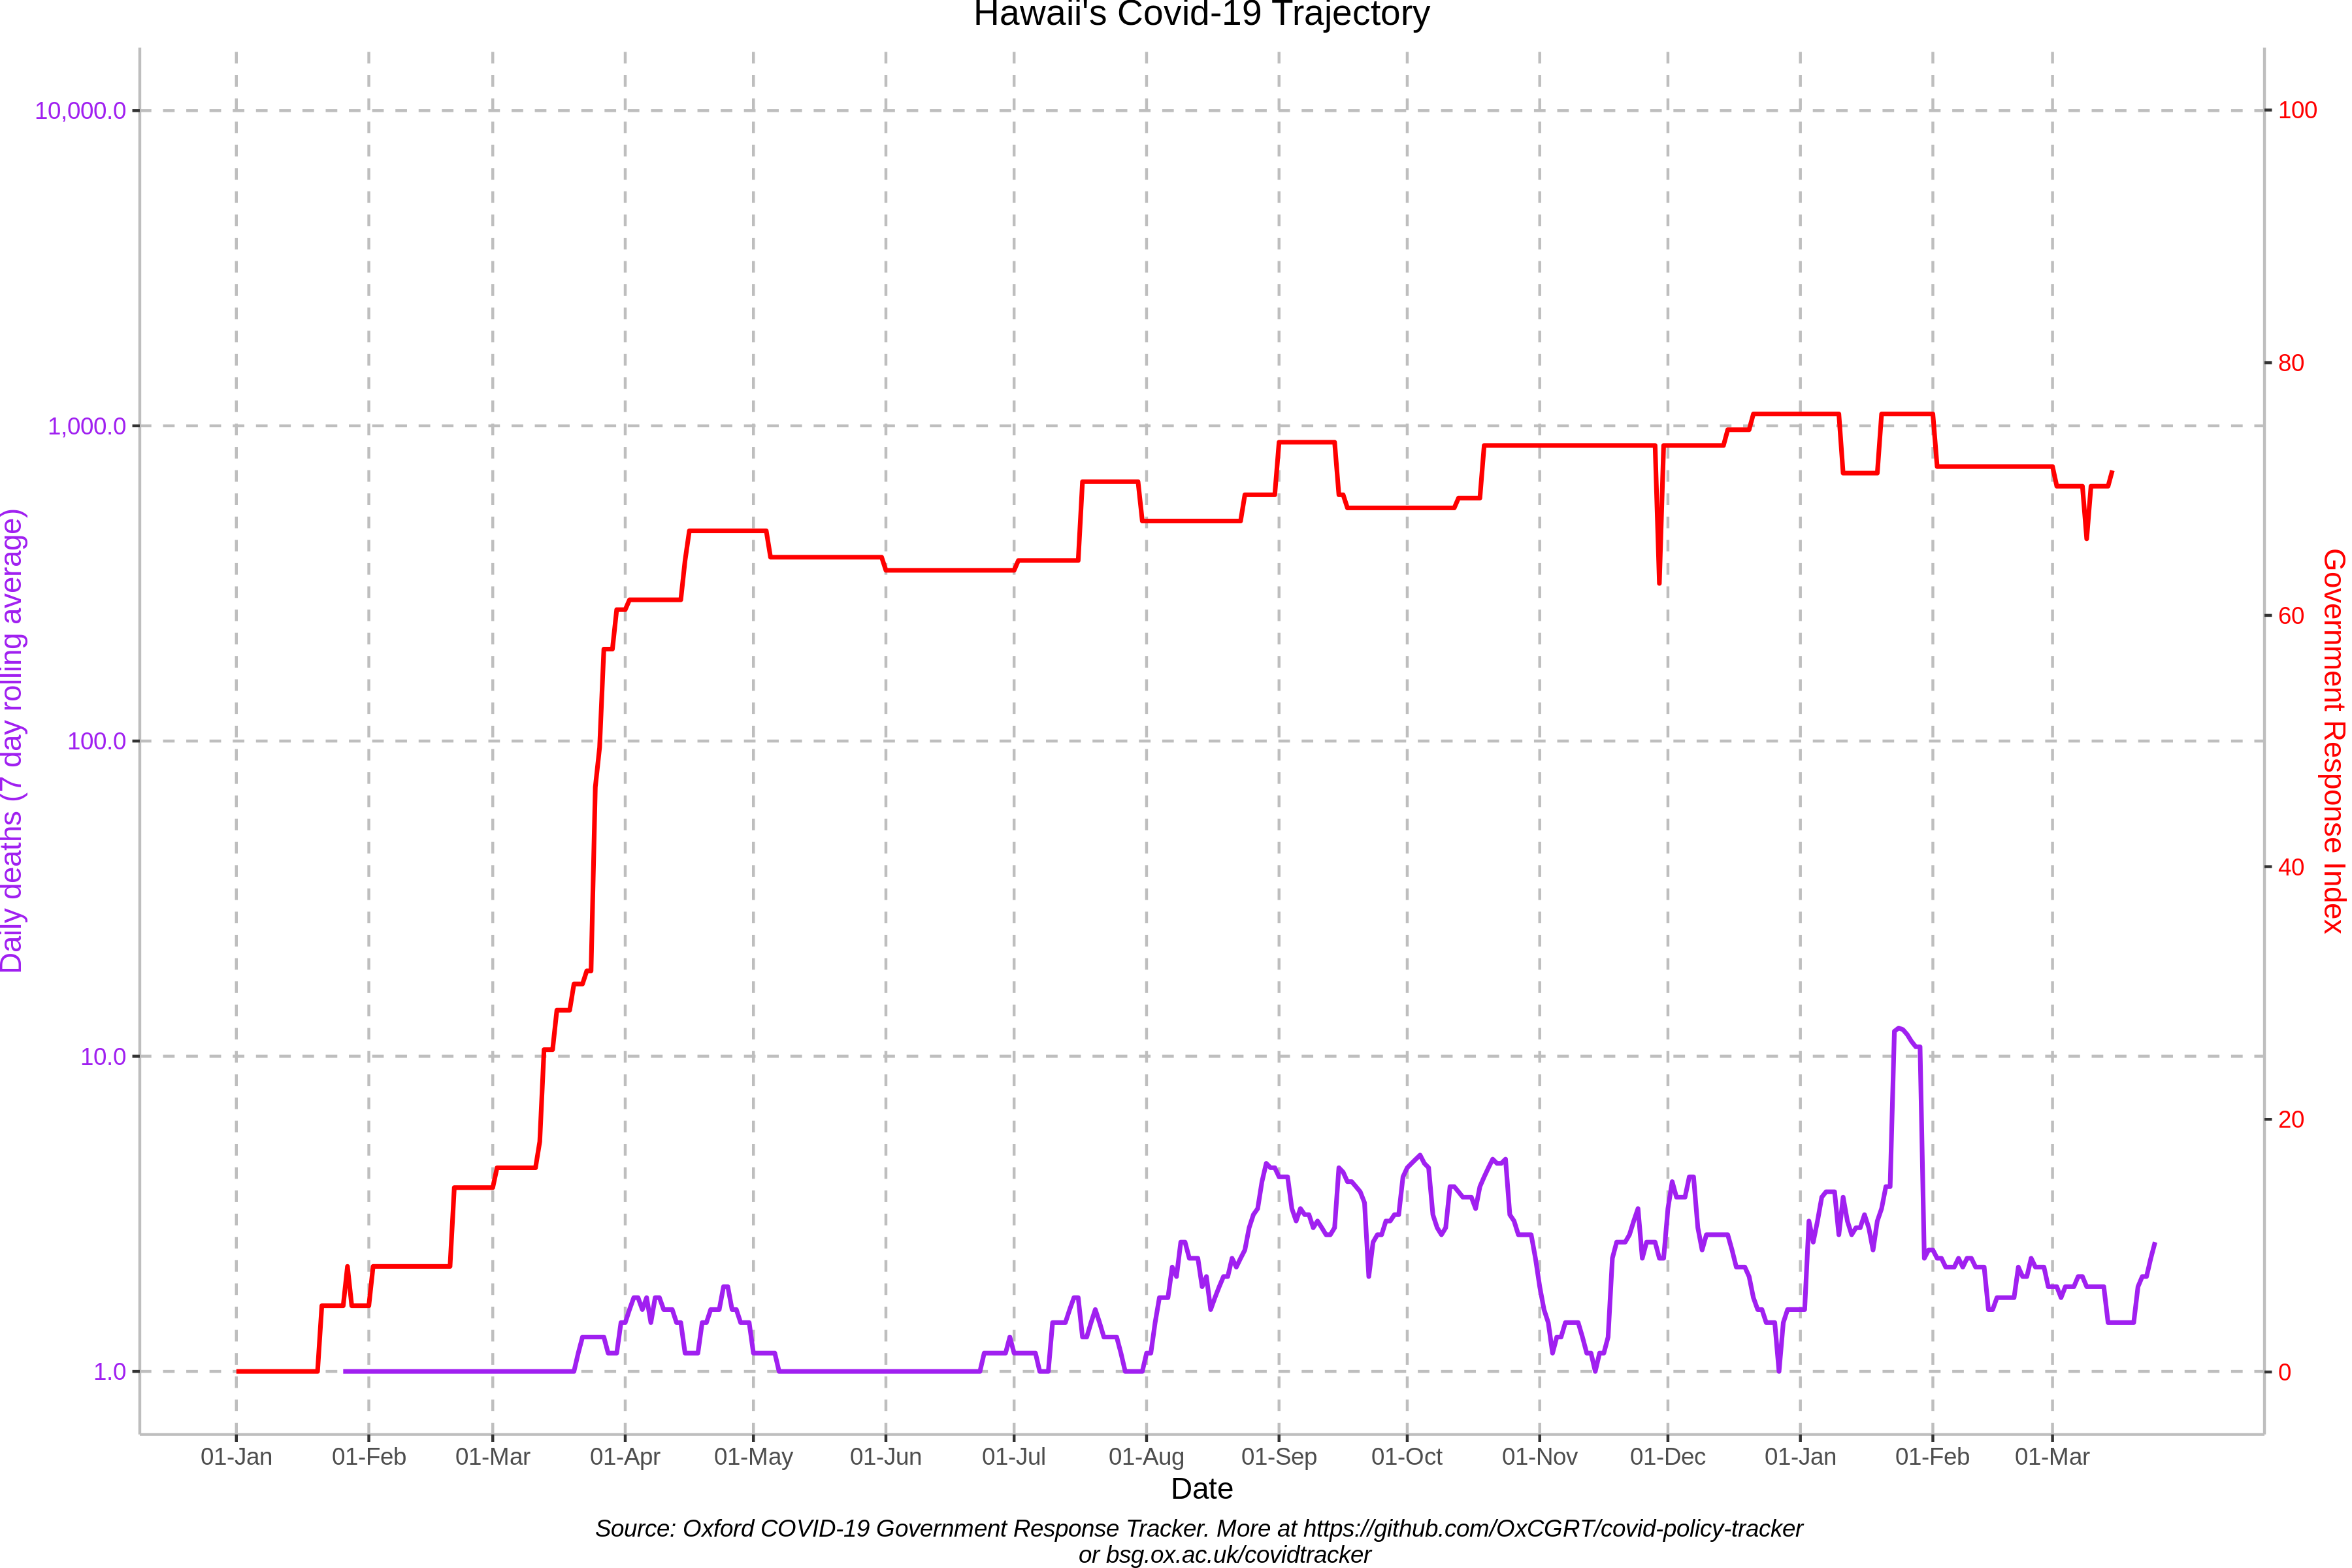 Hawaii's Covid-19 Trajectory
10,000.0
1,000.0
100.0
10.0
1.0
Daily deaths (7 day rolling average)
100
80
60
40
20
0
Government Response Index
01-Jan 01-Feb 01-Mar 01-Apr 01-May 01-Jun 01-Jul 01-Aug 01-Sep 01-Oct 01-Nov 01-Dec 01-Jan 01-Feb 01-Mar
Date
Source: Oxford COVID-19 Government Response Tracker. More at https://github.com/OxCGRT/covid-policy-tracker
or bsg.ox.ac.uk/covidtracker